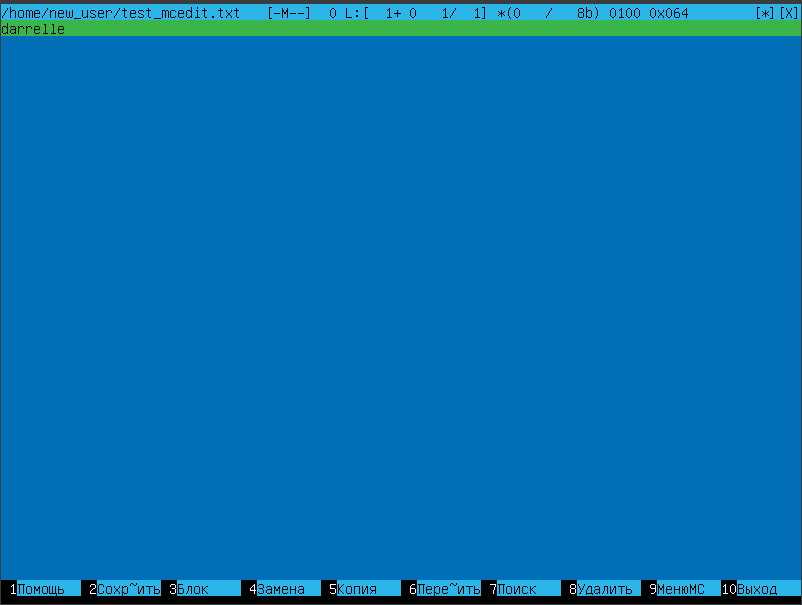 /home/new_user/test_mcedit.txt [-M--] 0 L:[ 1+ 0 1/ 1] *(0 / 8b) 0100 0x064 [*][X]
darrelle
1Помощь 2Сохр~ить 3Блок 4Замена 5Копия 6Пере~ить 7Поиск 8Удалить 9МенюMC 10Выход